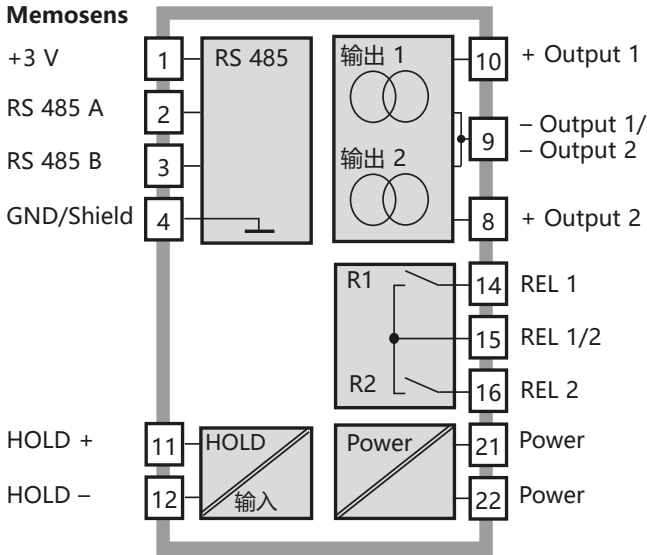 Memosens
+3 V
1
RS 485
RS 485 A
2
RS 485 B
3
GND/Shield
4
输出 1
10
+ Output 1
9
– Output 1/
– Output 2
输出 2
8
+ Output 2
R1
14
REL 1
15
REL 1/2
R2
16
REL 2
HOLD +
11
HOLD
HOLD –
12
输入
Power
21
Power
22
Power